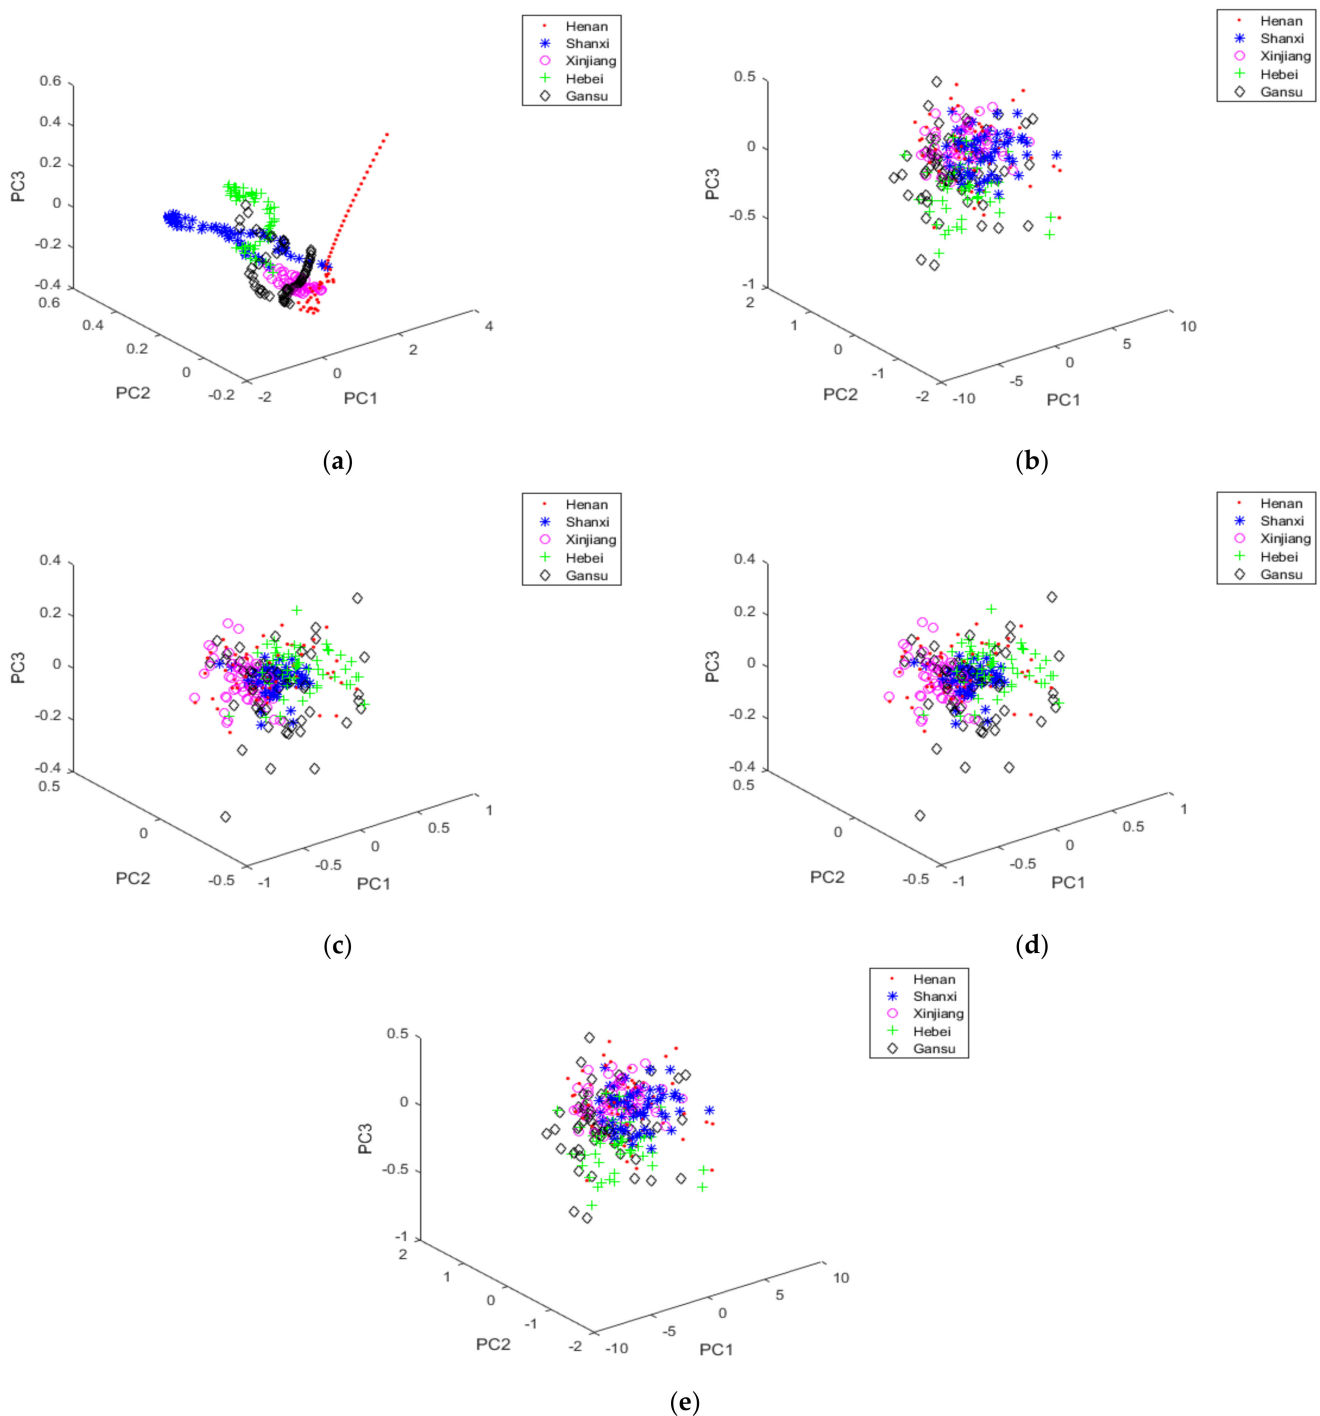 Henan
Shanxi
Xinjiang
Hebei
Gansu
0.6
0.4
0.2
0
-0.2
-0.4
PC3
0.6
0.4
0.2
0
-0.2
PC2
-2
0
2
4
PC1
(a)
Henan
Shanxi
Xinjiang
Hebei
Gansu
0.5
0
-0.5
-1
PC3
2
1
0
-1
-2
PC2
-10
-5
0
5
10
PC1
(b)
Henan
Shanxi
Xinjiang
Hebei
Gansu
0.4
0.2
0
-0.2
-0.4
PC3
0.5
0
-0.5
PC2
-1
-0.5
0
0.5
1
PC1
(c)
Henan
Shanxi
Xinjiang
Hebei
Gansu
0.4
0.2
0
-0.2
-0.4
PC3
0.5
0
-0.5
PC2
-1
-0.5
0
0.5
1
PC1
(d)
Henan
Shanxi
Xinjiang
Hebei
Gansu
0.5
0
-0.5
-1
PC3
2
1
0
-1
-2
PC2
-10
-5
0
5
10
PC1
(e)